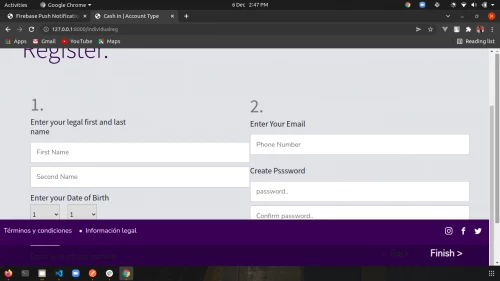 Activities
Google Chrome
6 Dec 2:47 PM
Firebase Push Notificatio
Cash in | Account Type
127.0.0.1:8000/individualreg
Apps
Gmail
YouTube
Maps
Reading list
Register.
1.
Enter your legal first and last
name
First Name
Second Name
Enter your Date of Birth
1
1
2.
Enter Your Email
Phone Number
Create Pssword
password..
Confirm password..
Términos y condiciones
Información legal
Finish >